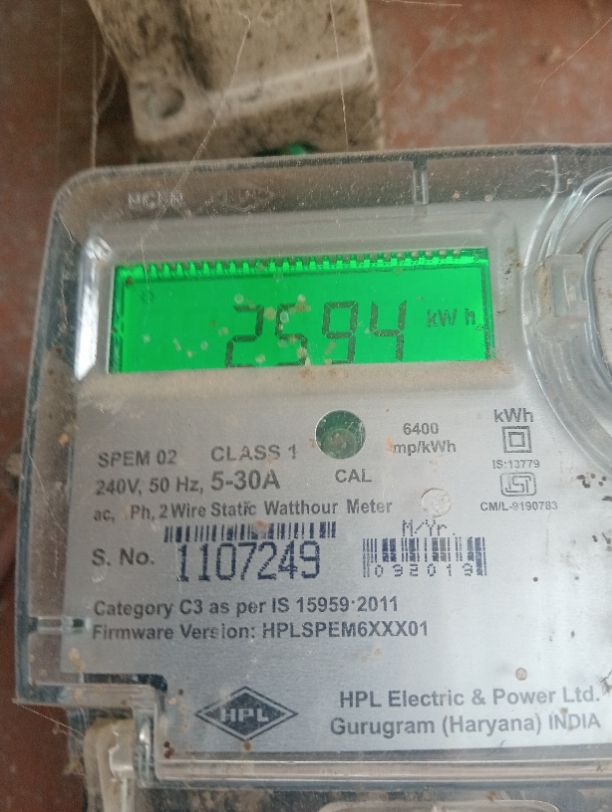 2594 kWh
6400
imp/kWh
kWh
SPEM 02 CLASS 1
240V, 50 Hz, 5-30A
CAL
IS:13779
ISI
CM/L-9190783
ac, Ph, 2 Wire Static Watthour Meter
M/Yr.
S. No. 1107249
092019
Category C3 as per IS 15959:2011
Firmware Version: HPLSPEM6XXX01
HPL
HPL Electric & Power Ltd.
Gurugram (Haryana) INDIA